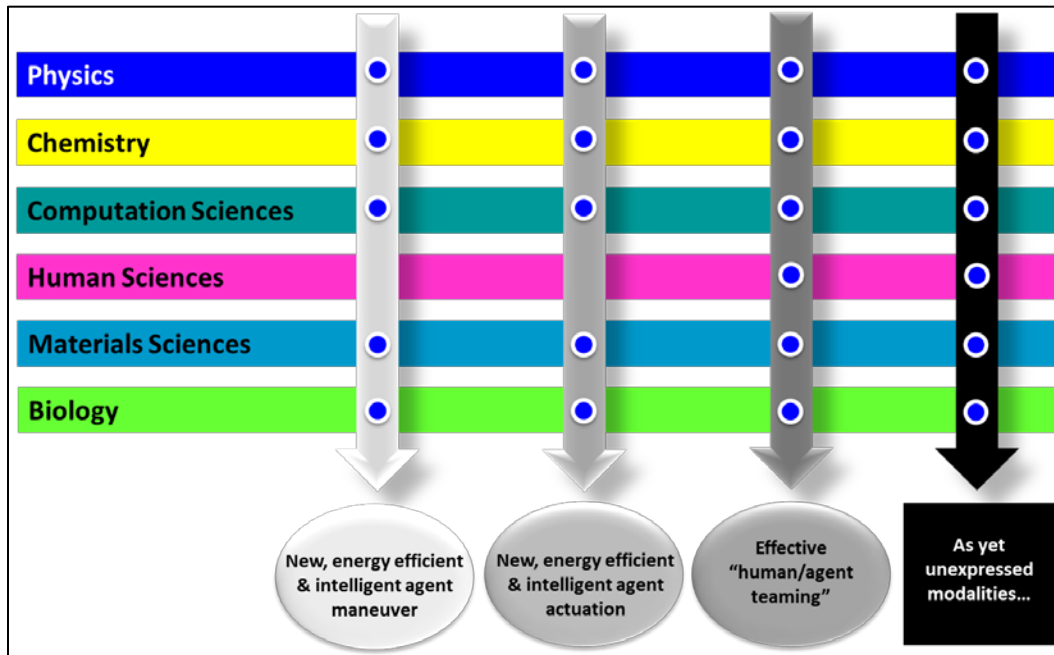 Physics
Chemistry
Computation Sciences
Human Sciences
Materials Sciences
Biology
New, energy efficient
& intelligent agent
maneuver
New, energy efficient
& intelligent agent
actuation
Effective
“human/agent
teaming”
As yet
unexpressed
modalities…